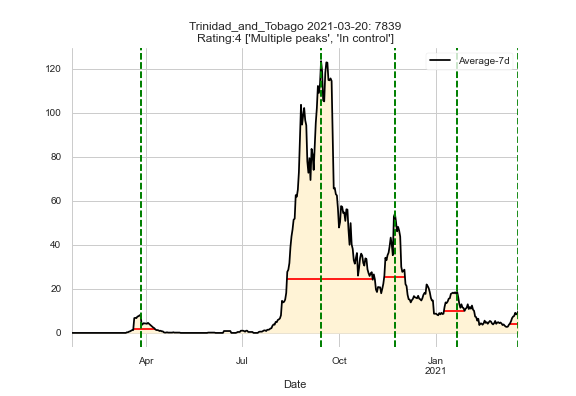 Trinidad_and_Tobago 2021-03-20: 7839
Rating:4 ['Multiple peaks', 'In control']
Average-7d
120
100
80
60
40
20
0
Apr Jul Oct Jan
2021
Date